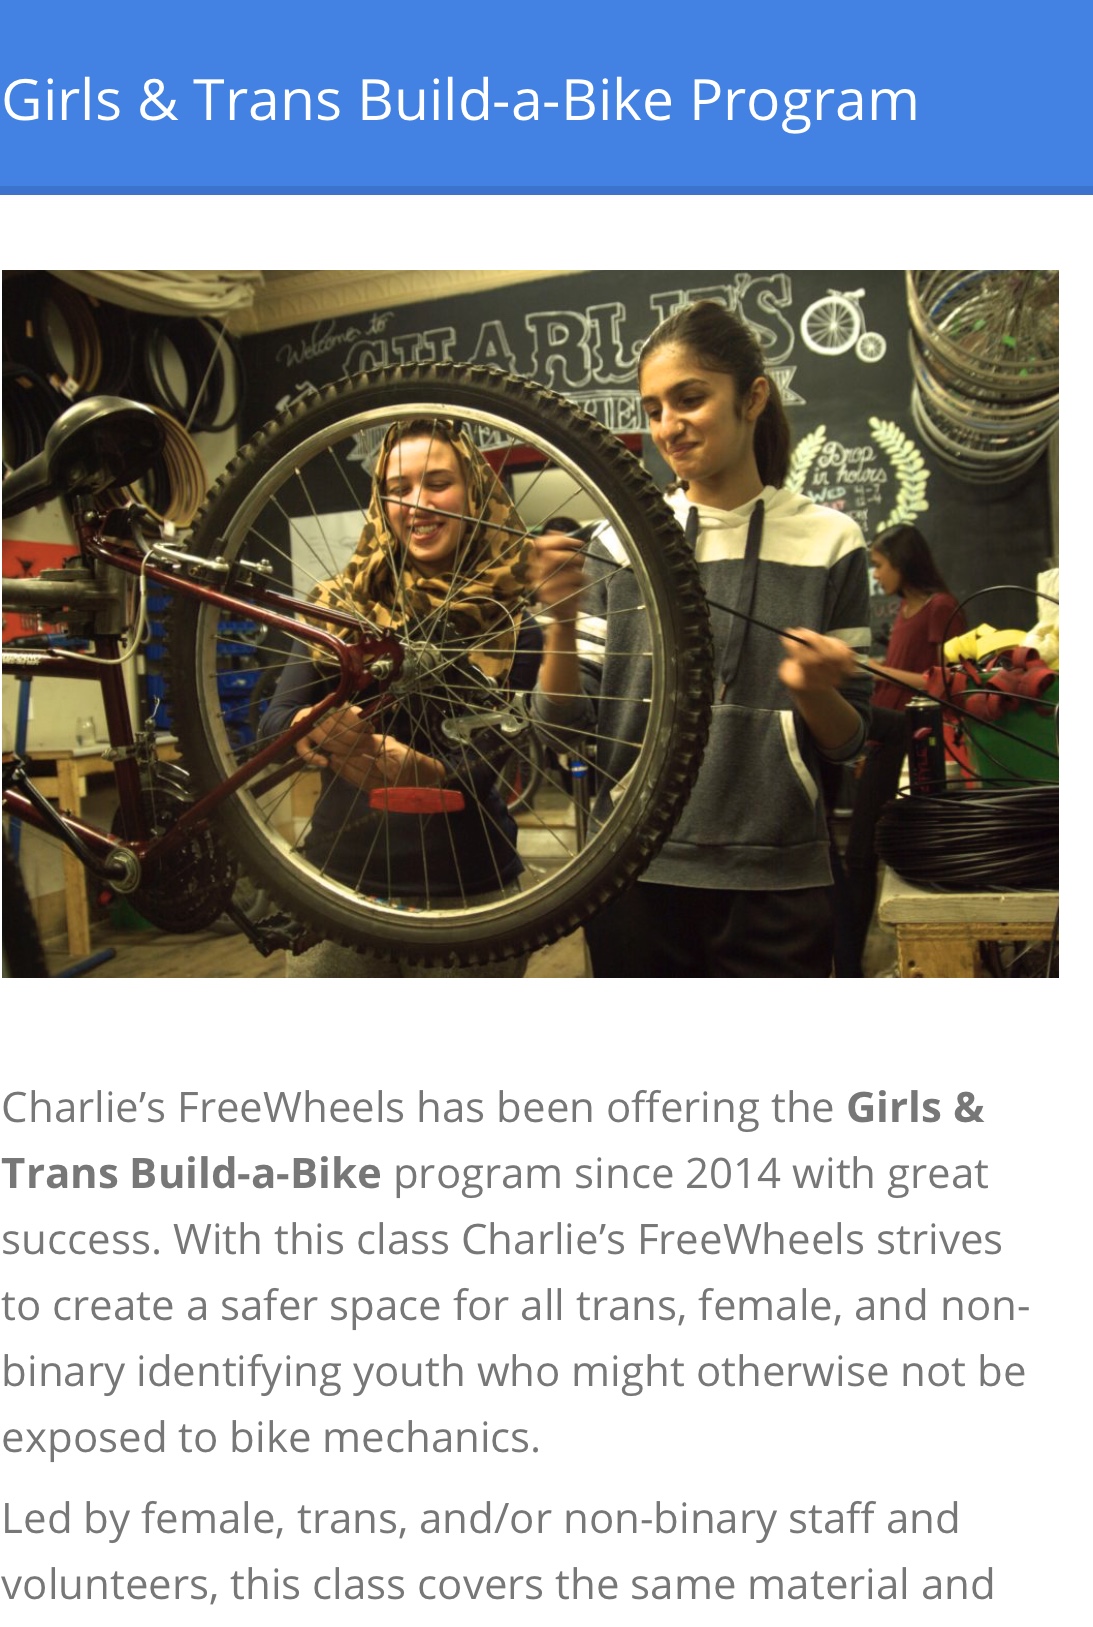 Girls & Trans Build-a-Bike Program
Welcome to
CHARLIE'S
Drop
in hours
WED 4-
Charlie’s FreeWheels has been offering the Girls &
Trans Build-a-Bike program since 2014 with great
success. With this class Charlie’s FreeWheels strives
to create a safer space for all trans, female, and non-
binary identifying youth who might otherwise not be
exposed to bike mechanics.
Led by female, trans, and/or non-binary staff and
volunteers, this class covers the same material and